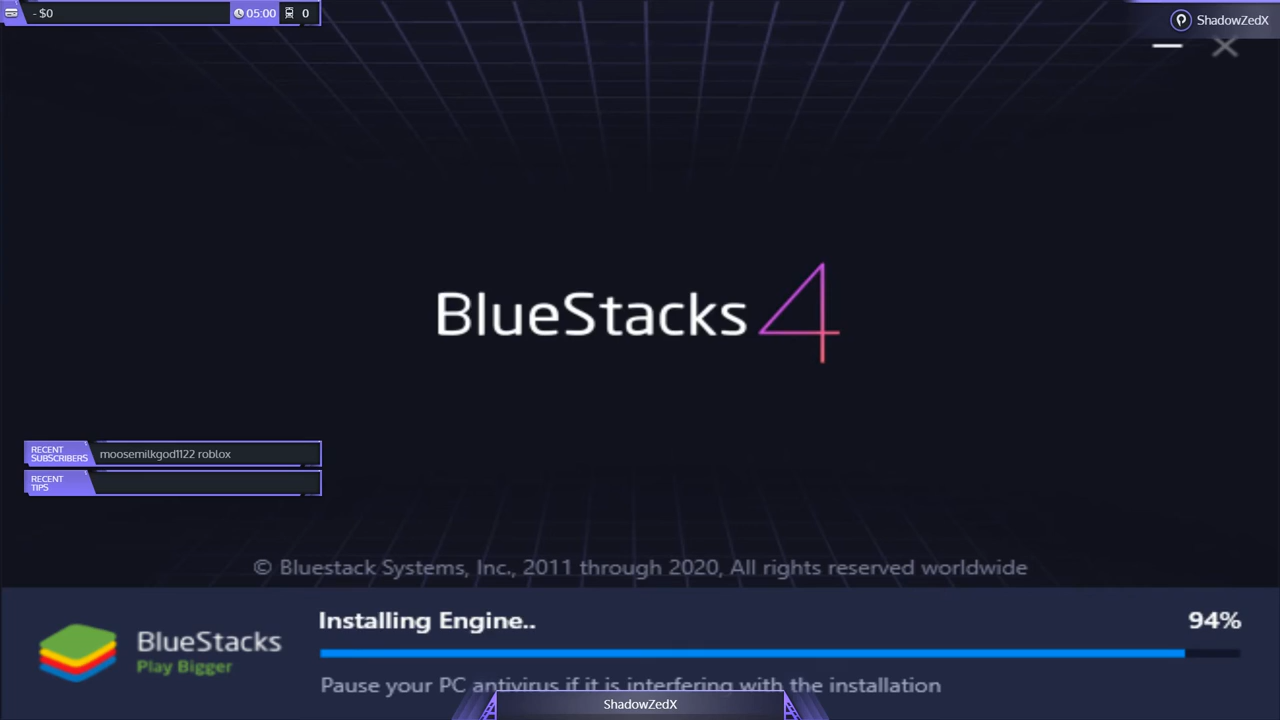 - $0
05:00
0
ShadowZedX
BlueStacks 4
RECENT
SUBSCRIBERS
moosemilkgod1122 roblox
RECENT
TIPS
© Bluestack Systems, Inc., 2011 through 2020, All rights reserved worldwide
BlueStacks
Play Bigger
Installing Engine..
94%
Pause your PC antivirus if it is interfering with the installation
ShadowZedX